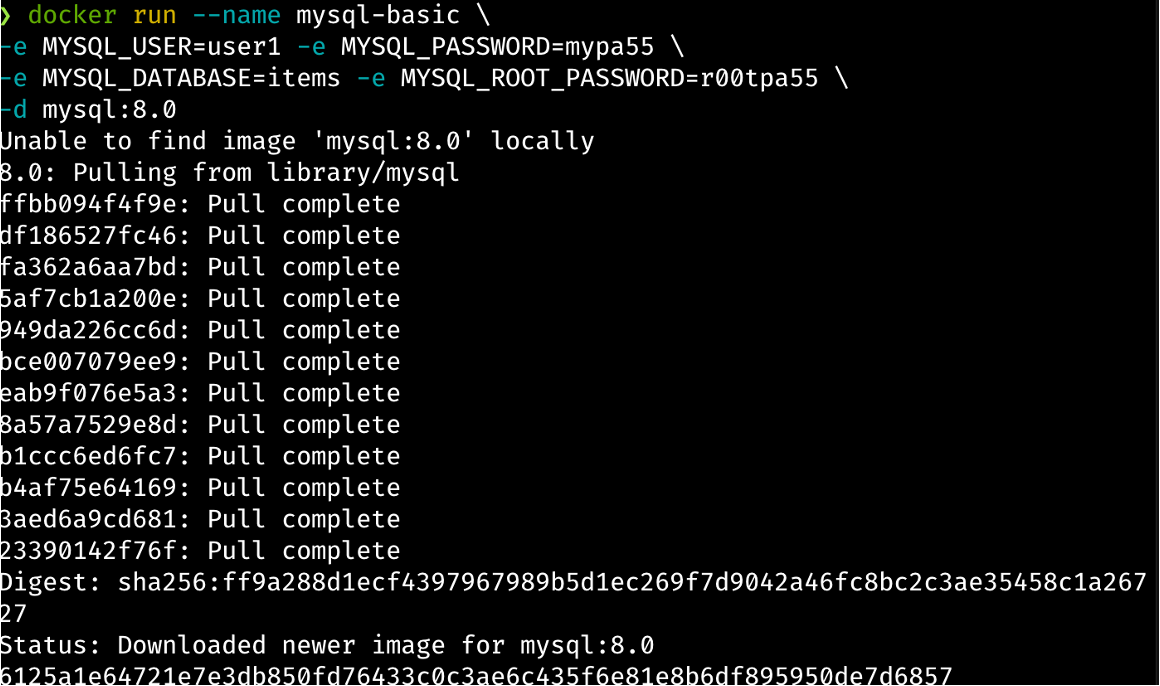 ❯ docker run --name mysql-basic \
-e MYSQL_USER=user1 -e MYSQL_PASSWORD=mypa55 \
-e MYSQL_DATABASE=items -e MYSQL_ROOT_PASSWORD=r00tpa55 \
-d mysql:8.0
Unable to find image 'mysql:8.0' locally
8.0: Pulling from library/mysql
ffbb094f4f9e: Pull complete
df186527fc46: Pull complete
fa362a6aa7bd: Pull complete
5af7cb1a200e: Pull complete
949da226cc6d: Pull complete
bce007079ee9: Pull complete
eab9f076e5a3: Pull complete
8a57a7529e8d: Pull complete
b1ccc6ed6fc7: Pull complete
b4af75e64169: Pull complete
3aed6a9cd681: Pull complete
23390142f76f: Pull complete
Digest: sha256:ff9a288d1ecf4397967989b5d1ec269f7d9042a46fc8bc2c3ae35458c1a267
27
Status: Downloaded newer image for mysql:8.0
6125a1e64721e7e3db850fd76433c0c3ae6c435f6e81e8b6df895950de7d6857